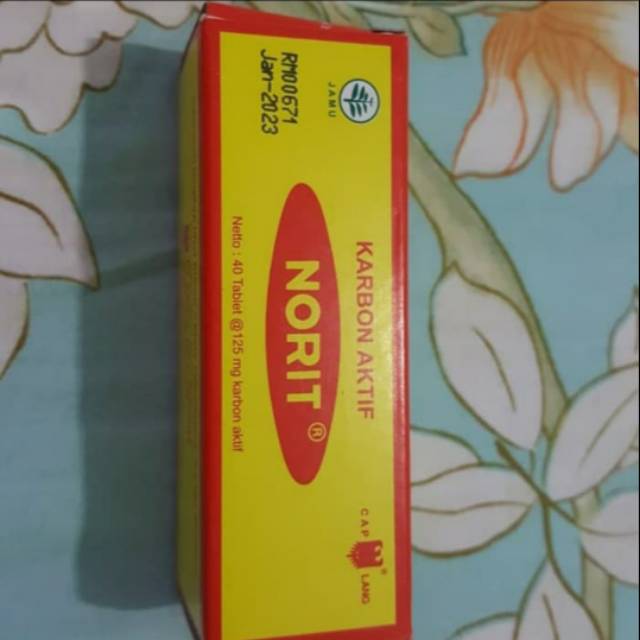 RM00671
Jan-2023
JAMU
KARBON AKTIF
NORIT ®
Netto : 40 Tablet @125 mg karbon aktif
CAP
LANG
®